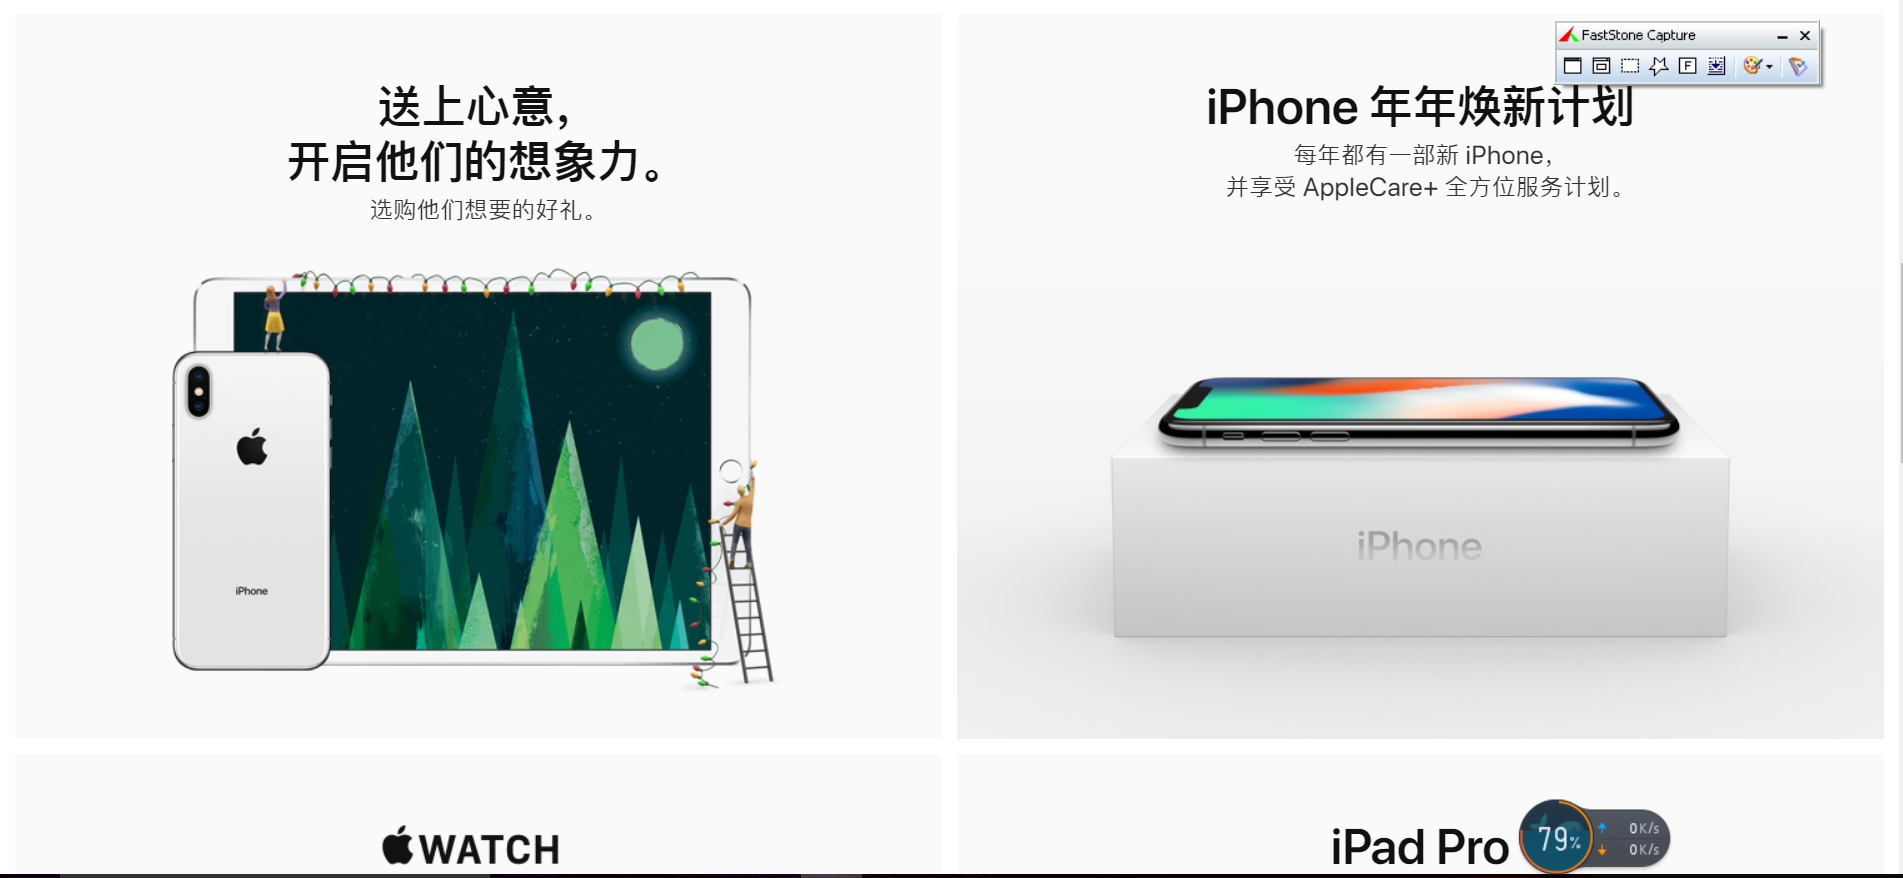 送上心意，
开启他们的想象力。
选购他们想要的好礼。
iPhone
FastStone Capture
F
iPhone 年年焕新计划
每年都有一部新 iPhone，
并享受 AppleCare+ 全方位服务计划。
iPhone
WATCH
iPad Pro
79%
0K/s
0K/s